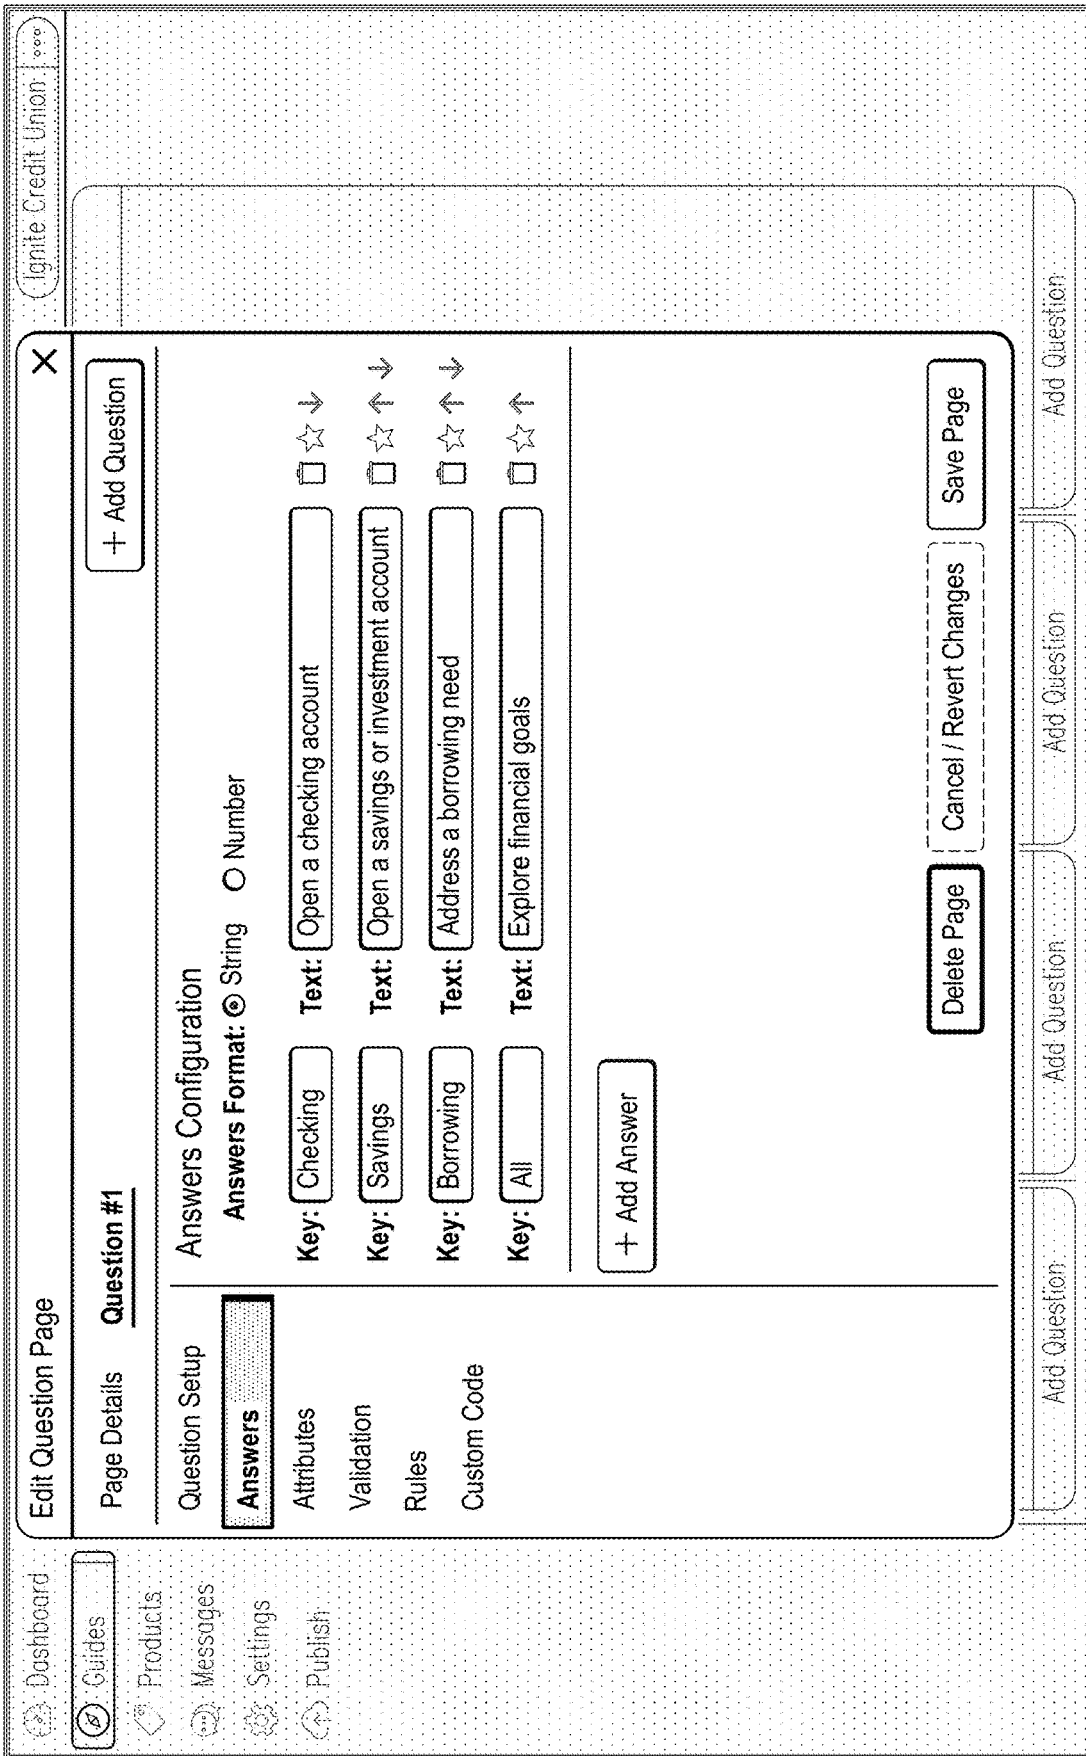 Ignite Credit Union
Dashboard
Guides
Products
Messages
Settings
Publish
Edit Question Page X
Page Details Question #1 + Add Question
Question Setup
Answers
Attributes
Validation
Rules
Custom Code
Answers Configuration
Answers Format: String Number
Key: Checking Text: Open a checking account
Key: Savings Text: Open a savings or investment account
Key: Borrowing Text: Address a borrowing need
Key: All Text: Explore financial goals
+ Add Answer
Delete Page Cancel / Revert Changes Save Page
Add Question Add Question Add Question Add Question